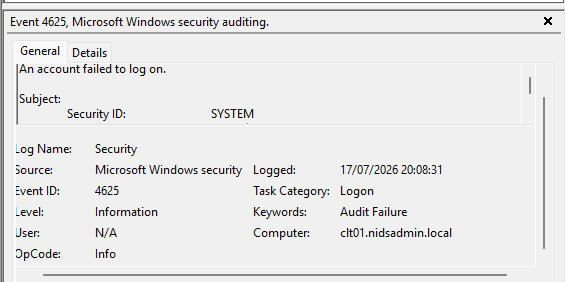 Event 4625, Microsoft Windows security auditing.
General Details
An account failed to log on.
Subject:
Security ID: SYSTEM
Log Name: Security
Source: Microsoft Windows security Logged: 17/07/2026 20:08:31
Event ID: 4625 Task Category: Logon
Level: Information Keywords: Audit Failure
User: N/A Computer: clt01.nidsadmin.local
OpCode: Info